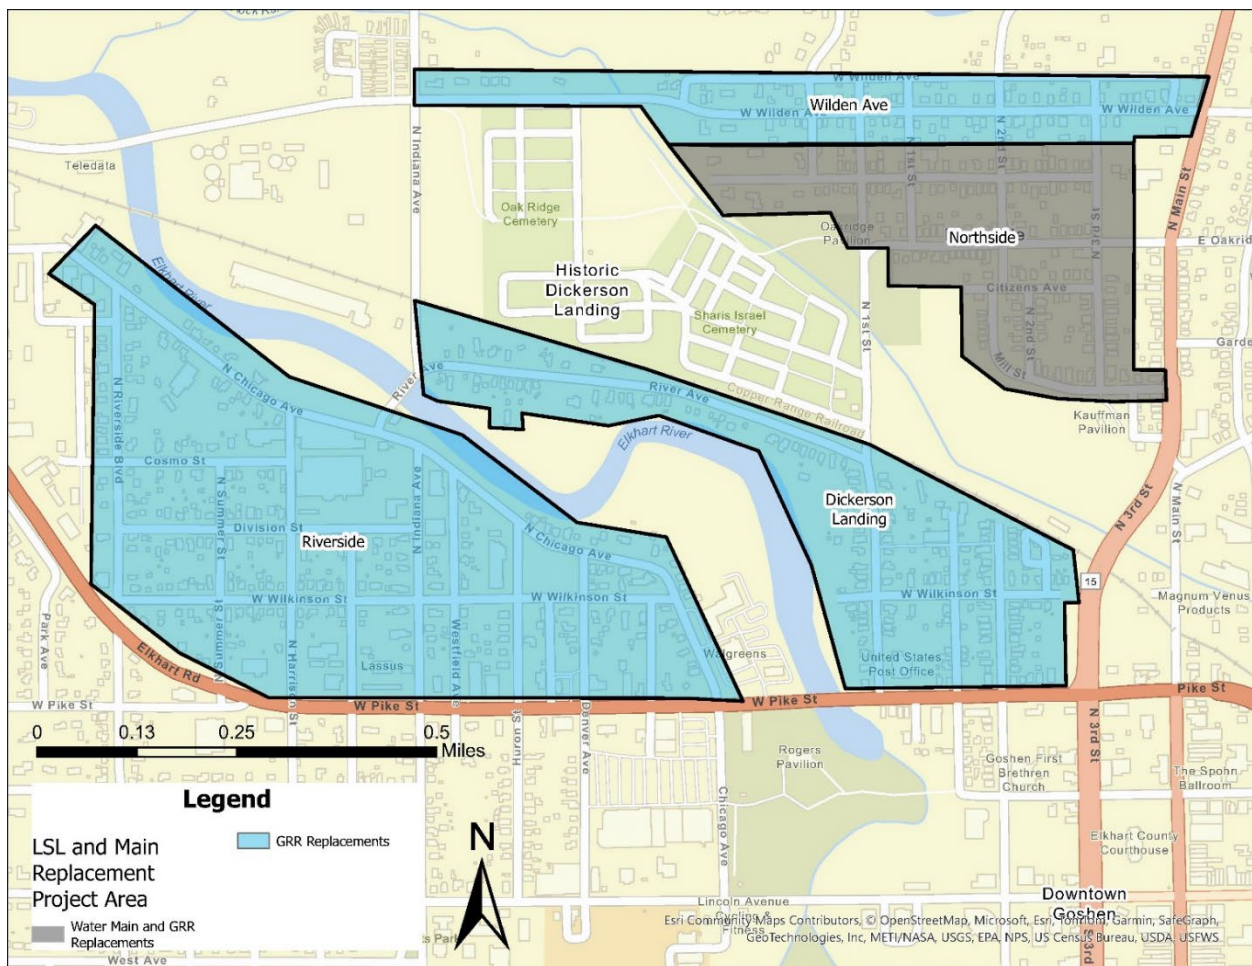 W Wilden Ave
Wilden Ave
W Wilden Ave
W Wilden Ave
N Indiana Ave
N 1st St
N 2nd St
N Main St
Teledata
Oak Ridge
Cemetery
Oakridge
Pavilion
Northside
N 3rd St
E Oakrid
Elkhart River
Historic
Dickerson
Landing
Sharis Israel
Cemetery
N 1st St
Citizens Ave
N 2nd St
Mill St
Garde
N Riverside Blvd
N Chicago Ave
River Ave
River Ave
Copper Range Railroad
Kauffman
Pavilion
Elkhart River
Cosmo St
N Summer St
Division St
Riverside
N Indiana Ave
N Chicago Ave
Dickerson
Landing
N 3rd St
N Main St
15
W Wilkinson St
W Wilkinson St
W Wilkinson St
Magnum Venus
Products
Park Ave
Elkhart Rd
N Summer St
N Harrison St
Lassus
Westfield Ave
Walgreens
United States
Post Office
W Pike St
W Pike St
W Pike St
Pike St
0 0.13 0.25 0.5
Miles
Huron St
Denver Ave
Rogers
Pavilion
N 3rd St
Goshen First
Brethren
Church
The Spohn
Ballroom
Chicago Ave
Elkhart County
Courthouse
Legend
LSL and Main
Replacement
Project Area
GRR Replacements
Water Main and GRR
Replacements
N
Downtown
Goshen
Lincoln Avenue
Cycling &
Fitness
West Ave
Esri Community Maps Contributors, © OpenStreetMap, Microsoft, Esri, TomTom, Garmin, SafeGraph,
GeoTechnologies, Inc, METI/NASA, USGS, EPA, NPS, US Census Bureau, USDA, USFWS